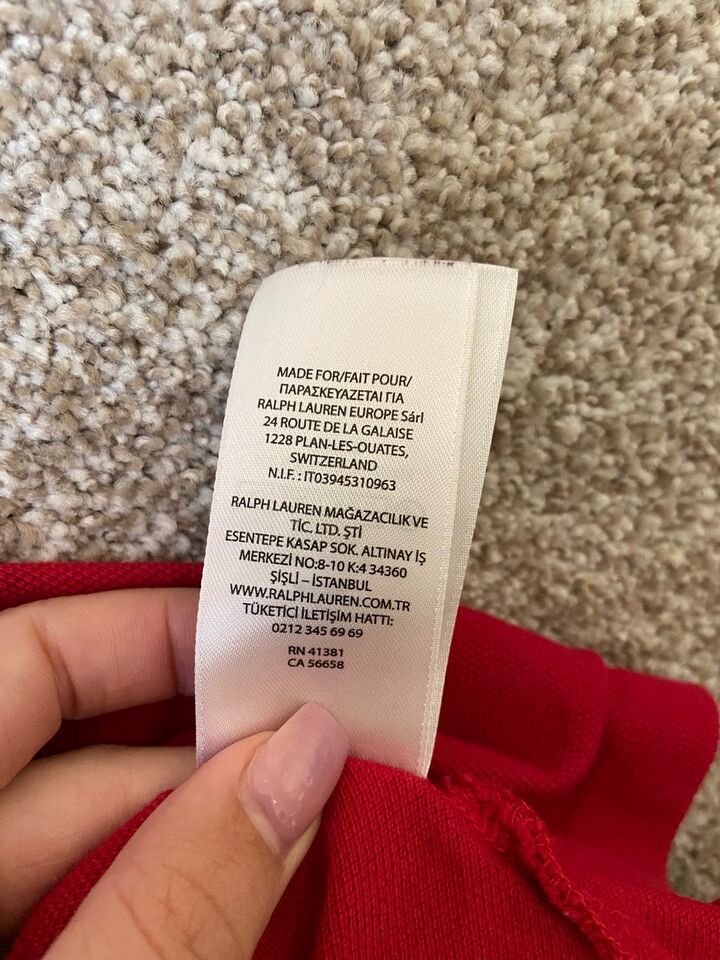 MADE FOR/FAIT POUR/
ΠΑΡΑΣΚΕΥΑΖΕΤΑΙ ΓΙΑ
RALPH LAUREN EUROPE Sárl
24 ROUTE DE LA GALAISE
1228 PLAN-LES-OUATES,
SWITZERLAND
N.I.F. : IT03945310963
RALPH LAUREN MAĞAZACILIK VE
TİC. LTD. ŞTİ
ESENTEPE KASAP SOK. ALTINAY İŞ
MERKEZİ NO:8-10 K:4 34360
ŞİŞLİ – İSTANBUL
WWW.RALPHLAUREN.COM.TR
TÜKETİCİ İLETİŞİM HATTI:
0212 345 69 69
RN 41381
CA 56658